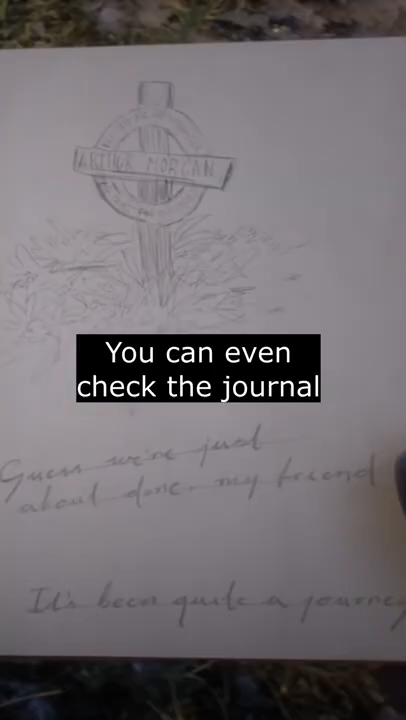 ARTHUR MORGAN
You can even
check the journal
Guess we're just
about done, my friend
It's been quite a journey